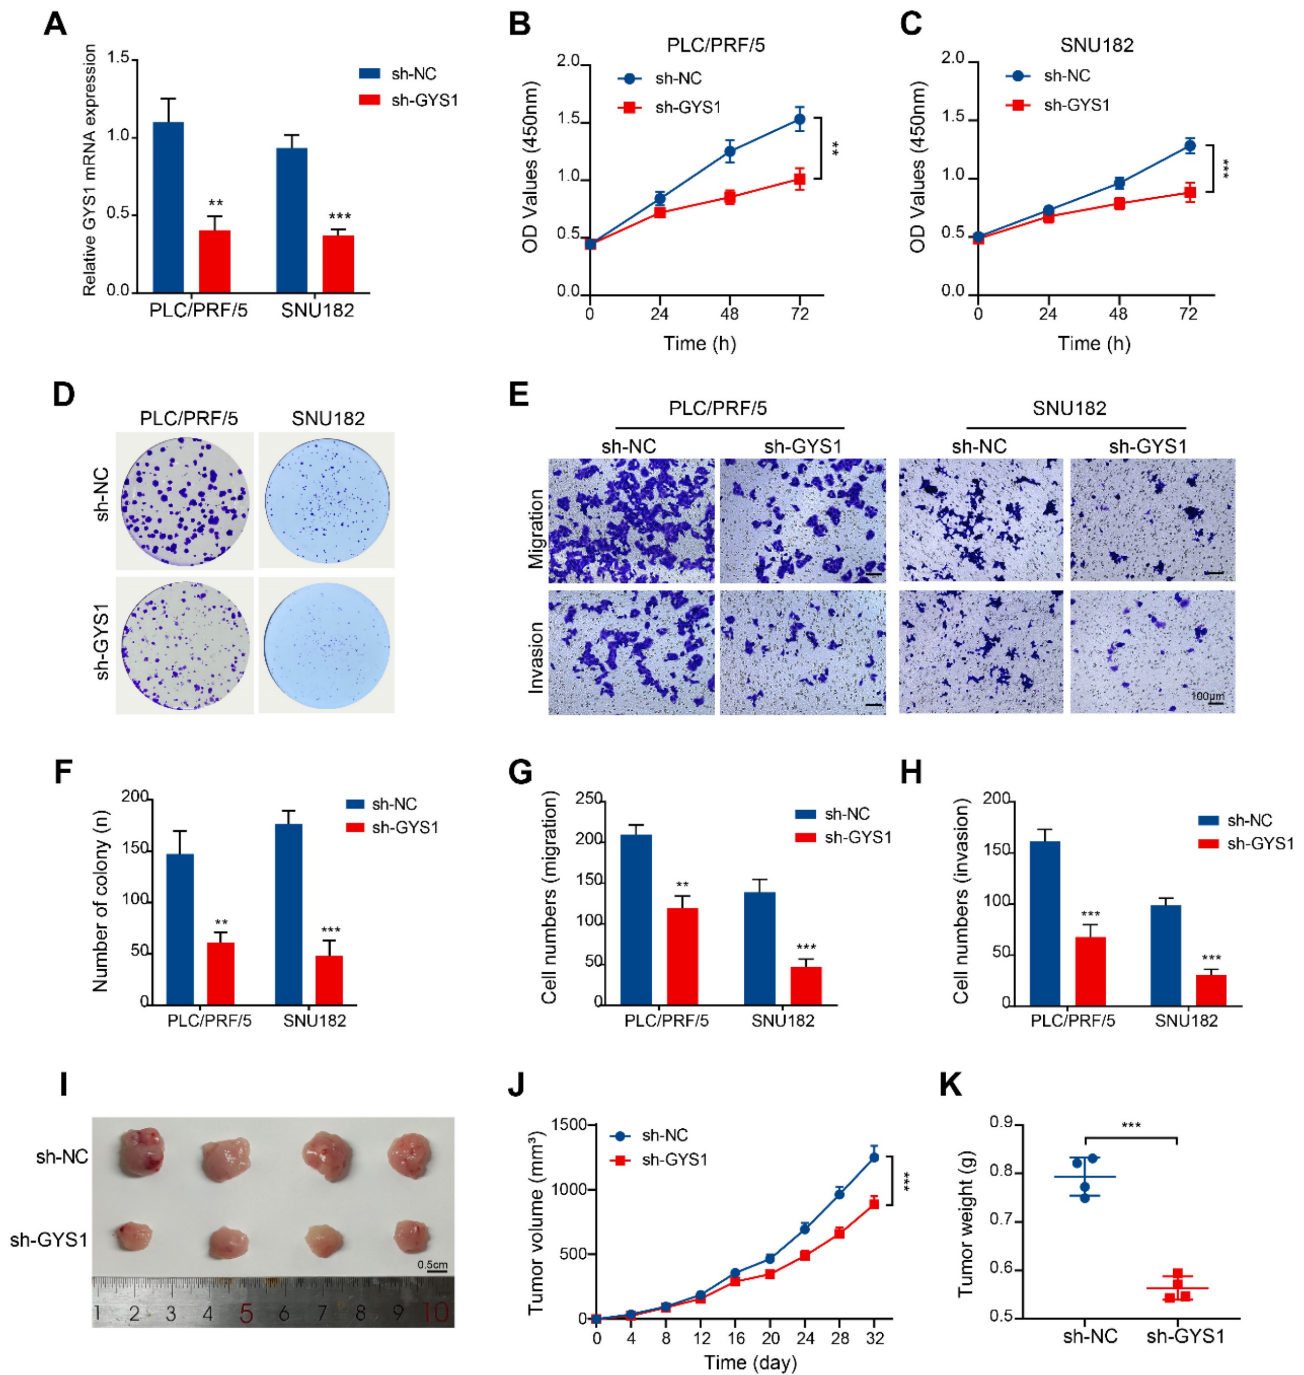 A
Relative GYS1 mRNA expression
1.5
1.0
0.5
0.0
sh-NC
sh-GYS1
**
***
PLC/PRF/5
SNU182
B
PLC/PRF/5
OD Values (450nm)
2.0
1.5
1.0
0.5
0.0
sh-NC
sh-GYS1
**
0
24
48
72
Time (h)
C
SNU182
OD Values (450nm)
2.0
1.5
1.0
0.5
0.0
sh-NC
sh-GYS1
***
0
24
48
72
Time (h)
D
PLC/PRF/5
SNU182
sh-NC
sh-GYS1
E
PLC/PRF/5
SNU182
sh-NC
sh-GYS1
sh-NC
sh-GYS1
Migration
Invasion
100μm
F
Number of colony (n)
200
150
100
50
0
sh-NC
sh-GYS1
**
***
PLC/PRF/5
SNU182
G
Cell numbers (migration)
250
200
150
100
50
0
sh-NC
sh-GYS1
**
***
PLC/PRF/5
SNU182
H
Cell numbers (invasion)
200
150
100
50
0
sh-NC
sh-GYS1
***
***
PLC/PRF/5
SNU182
I
sh-NC
sh-GYS1
0.5cm
1 2 3 4 5 6 7 8 9 10
J
Tumor volume (mm³)
1500
1000
500
0
sh-NC
sh-GYS1
***
0
4
8
12
16
20
24
28
32
Time (day)
K
Tumor weight (g)
0.9
0.8
0.7
0.6
0.5
***
sh-NC
sh-GYS1